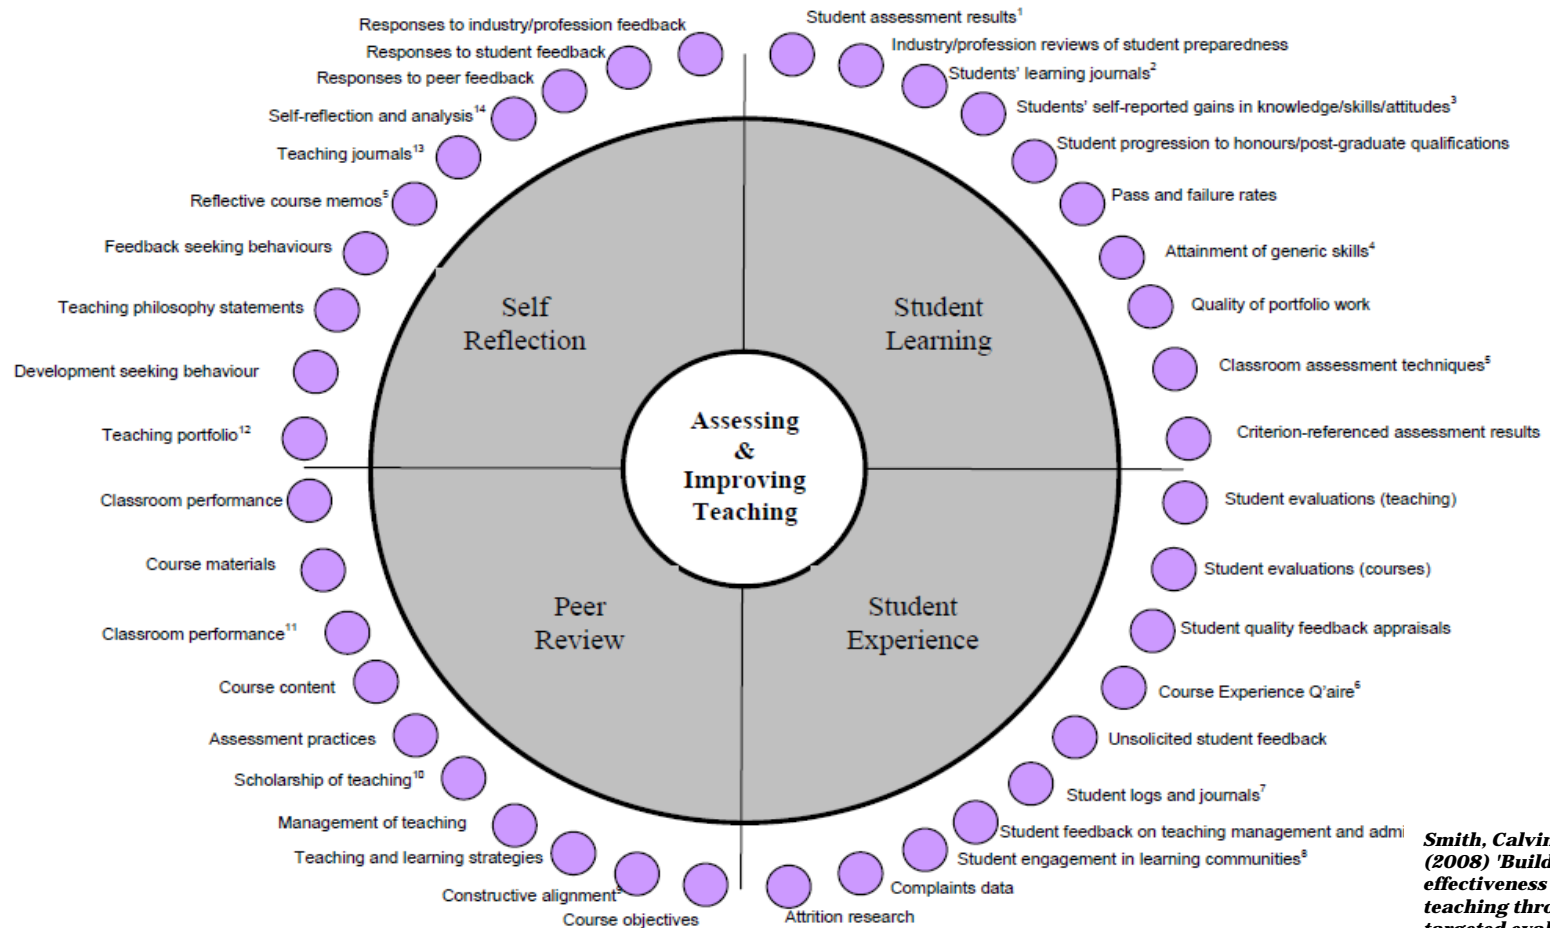 Responses to industry/profession feedback
Responses to student feedback
Responses to peer feedback
Self-reflection and analysis14
Teaching journals13
Reflective course memos5
Feedback seeking behaviours
Teaching philosophy statements
Development seeking behaviour
Teaching portfolio12
Student assessment results1
Industry/profession reviews of student preparedness
Students' learning journals2
Students' self-reported gains in knowledge/skills/attitudes3
Student progression to honours/post-graduate qualifications
Pass and failure rates
Attainment of generic skills4
Quality of portfolio work
Classroom assessment techniques5
Criterion-referenced assessment results
Self
Reflection
Student
Learning
Assessing
&
Improving
Teaching
Peer
Review
Student
Experience
Classroom performance
Course materials
Classroom performance11
Course content
Assessment practices
Scholarship of teaching10
Management of teaching
Teaching and learning strategies
Constructive alignment9
Course objectives
Student evaluations (teaching)
Student evaluations (courses)
Student quality feedback appraisals
Course Experience Q'aire6
Unsolicited student feedback
Student logs and journals7
Student feedback on teaching management and admi
Student engagement in learning communities8
Complaints data
Attrition research
Smith, Calvin
(2008) 'Build
effectiveness
teaching thro
targeted eval